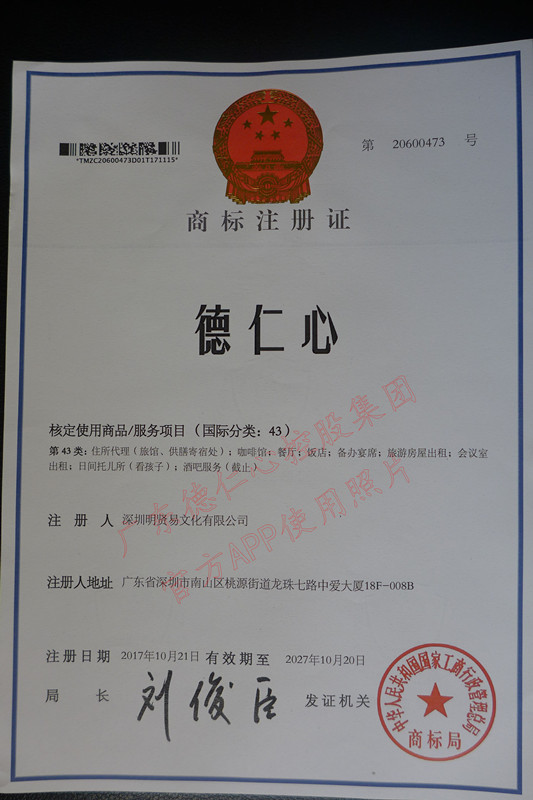 *TMZC20600473D01T171115*
第 20600473 号
商标注册证
德仁心
核定使用商品/服务项目（国际分类：43）
第 43 类：住所代理（旅馆、供膳寄宿处）；咖啡馆；餐厅；饭店；备办宴席；旅游房屋出租；会议室
出租；日间托儿所（看孩子）；酒吧服务（截止）
广东德仁心控股集团
官方APP使用照片
注册人 深圳明贤易文化有限公司
注册人地址 广东省深圳市南山区桃源街道龙珠七路中爱大厦18F-008B
注册日期 2017年10月21日 有效期至 2027年10月20日
局长 刘俊臣 发证机关
中华人民共和国国家工商行政管理总局
商标局